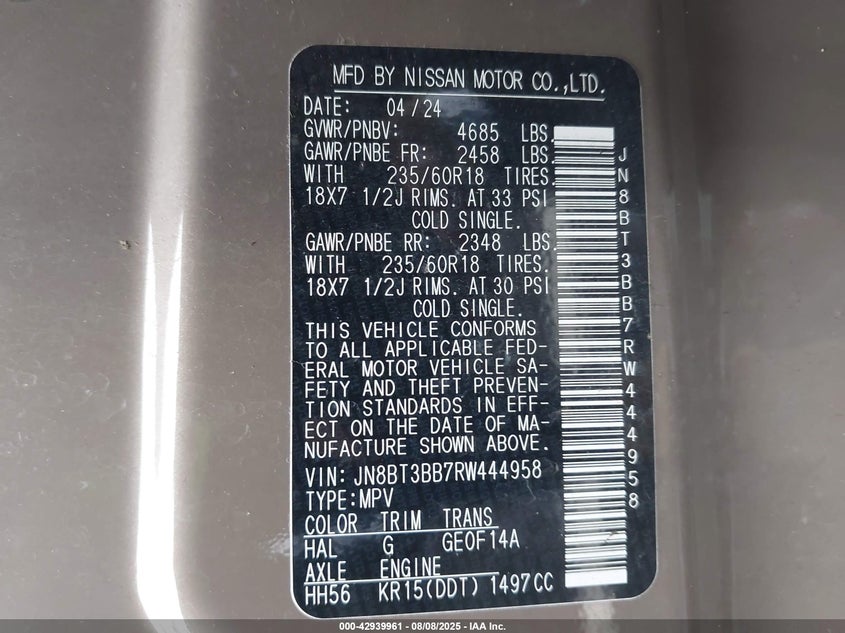 MFD BY NISSAN MOTOR CO.,LTD.
DATE: 04/24
GVWR/PNBV: 4685 LBS.
GAWR/PNBE FR: 2458 LBS.
WITH 235/60R18 TIRES.
18X7 1/2J RIMS. AT 33 PSI
COLD SINGLE.
GAWR/PNBE RR: 2348 LBS.
WITH 235/60R18 TIRES.
18X7 1/2J RIMS. AT 30 PSI
COLD SINGLE.
THIS VEHICLE CONFORMS
TO ALL APPLICABLE FED-
ERAL MOTOR VEHICLE SA-
FETY AND THEFT PREVEN-
TION STANDARDS IN EFF-
ECT ON THE DATE OF MA-
NUFACTURE SHOWN ABOVE.
VIN: JN8BT3BB7RW444958
TYPE:MPV
COLOR TRIM TRANS
HAL G GE0F14A
AXLE ENGINE
HH56 KR15(DDT) 1497CC
JN8BT3BB7RW444958
000-42939961 - 08/08/2025 - IAA Inc.